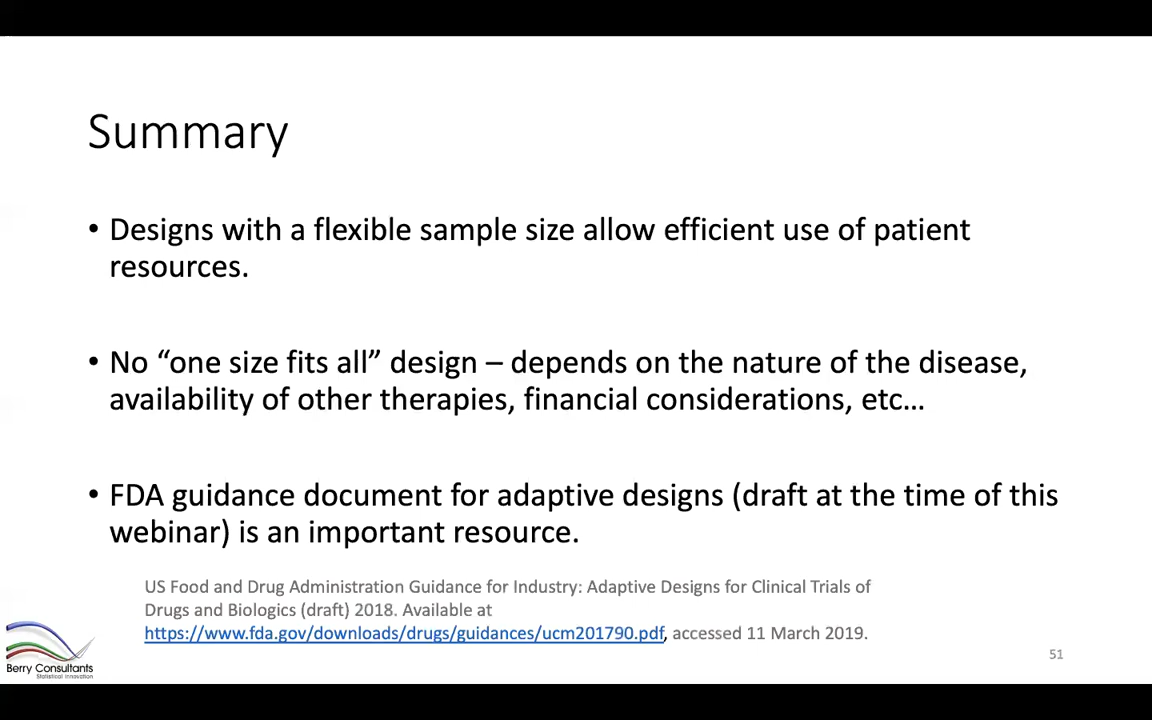 Summary
• Designs with a flexible sample size allow efficient use of patient
resources.
• No “one size fits all” design – depends on the nature of the disease,
availability of other therapies, financial considerations, etc…
• FDA guidance document for adaptive designs (draft at the time of this
webinar) is an important resource.
US Food and Drug Administration Guidance for Industry: Adaptive Designs for Clinical Trials of
Drugs and Biologics (draft) 2018. Available at
https://www.fda.gov/downloads/drugs/guidances/ucm201790.pdf, accessed 11 March 2019.
51
Berry Consultants
Statistical Innovation